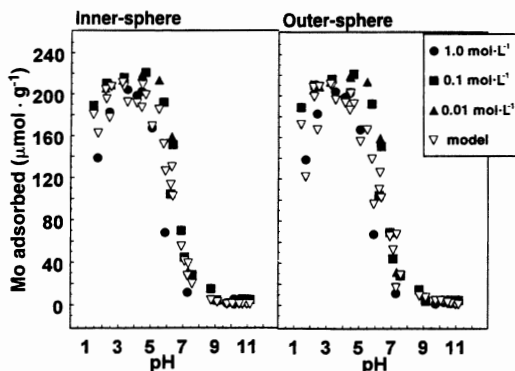 Inner-sphere
Outer-sphere
Mo adsorbed (μmol · g⁻¹)
240
200
160
120
80
40
0
1 3 5 7 9 11
pH
1 3 5 7 9 11
pH
1.0 mol·L⁻¹
0.1 mol·L⁻¹
0.01 mol·L⁻¹
model